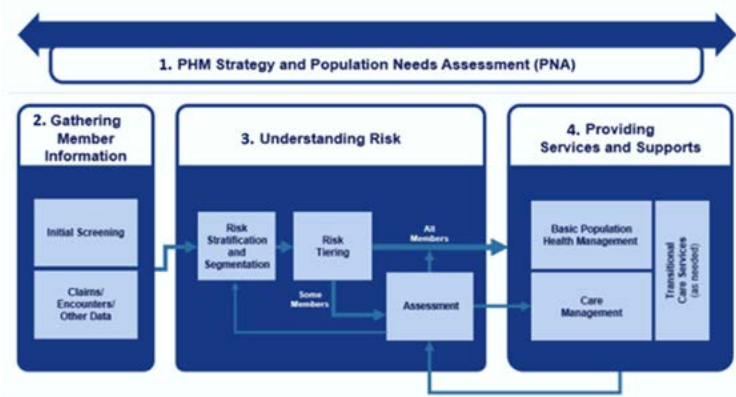 1. PHM Strategy and Population Needs Assessment (PNA)
2. Gathering
Member
Information
Initial Screening
Claims/
Encounters/
Other Data
3. Understanding Risk
Risk
Stratification
and
Segmentation
Risk
Tiering
All
Members
Some
Members
Assessment
4. Providing
Services and Supports
Basic Population
Health Management
Care
Management
Transitional
Care Services
(as needed)